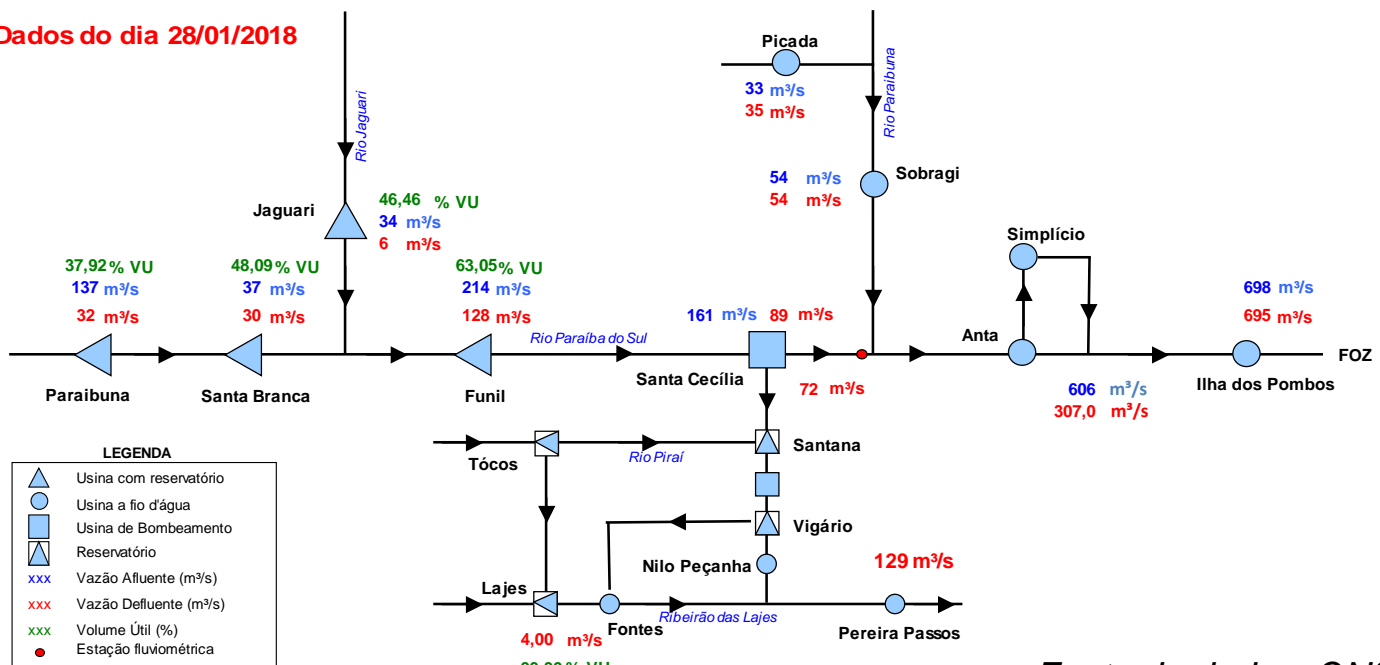 Dados do dia 28/01/2018
Picada
33 m³/s
35 m³/s
Rio Paraibuna
Rio Jaguari
54 m³/s
54 m³/s
Sobragi
Jaguari
46,46 % VU
34 m³/s
6 m³/s
Simplício
37,92 % VU
137 m³/s
32 m³/s
48,09 % VU
37 m³/s
30 m³/s
63,05 % VU
214 m³/s
128 m³/s
698 m³/s
695 m³/s
161 m³/s 89 m³/s
Rio Paraíba do Sul
Anta
FOZ
Paraibuna
Santa Branca
Funil
Santa Cecília
72 m³/s
606 m³/s
307,0 m³/s
Ilha dos Pombos
Tócos
Rio Piraí
Santana
Vigário
Nilo Peçanha
129 m³/s
Lajes
Fontes
Ribeirão das Lajes
Pereira Passos
4,00 m³/s
% VU
LEGENDA
Usina com reservatório
Usina a fio d'água
Usina de Bombeamento
Reservatório
xxx Vazão Afluente (m³/s)
xxx Vazão Defluente (m³/s)
xxx Volume Útil (%)
Estação fluviométrica